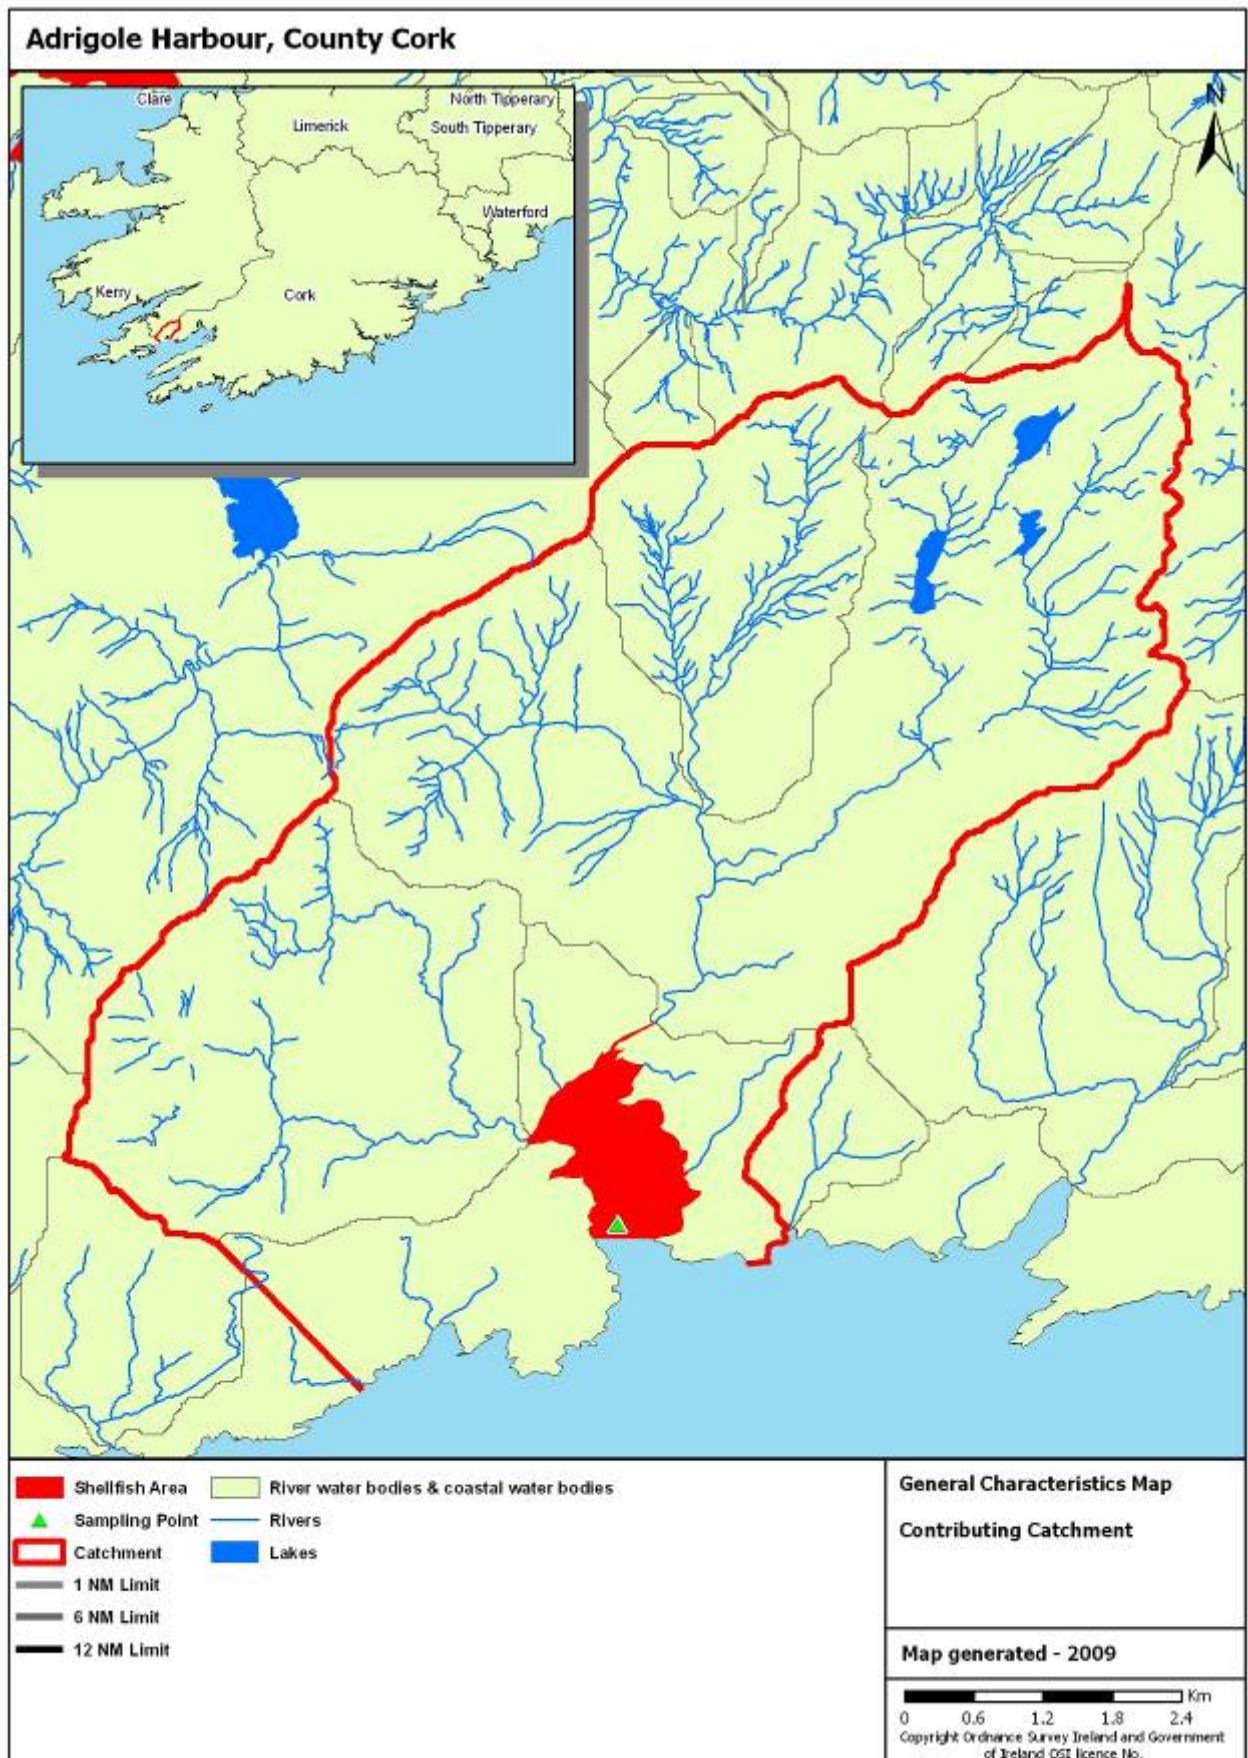 Adrigole Harbour, County Cork
N
Clare
North Tipperary
Limerick
South Tipperary
Waterford
Kerry
Cork
Shellfish Area
River water bodies & coastal water bodies
Sampling Point
Rivers
Catchment
Lakes
1 NM Limit
6 NM Limit
12 NM Limit
General Characteristics Map
Contributing Catchment
Map generated - 2009
Km
0 0.6 1.2 1.8 2.4
Copyright Ordnance Survey Ireland and Government
of Ireland OSI licence No.